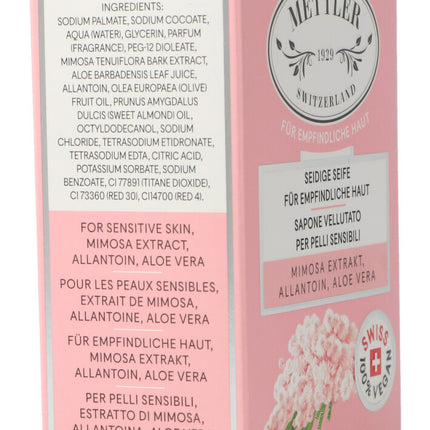 INGREDIENTS:
SODIUM PALMATE, SODIUM COCOATE,
AQUA (WATER), GLYCERIN, PARFUM
(FRAGRANCE), PEG-12 DIOLEATE,
MIMOSA TENUIFLORA BARK EXTRACT,
ALOE BARBADENSIS LEAF JUICE,
ALLANTOIN, OLEA EUROPAEA (OLIVE)
FRUIT OIL, PRUNUS AMYGDALUS
DULCIS (SWEET ALMOND) OIL,
OCTYLDODECANOL, SODIUM
CHLORIDE, TETRASODIUM ETIDRONATE,
TETRASODIUM EDTA, CITRIC ACID,
POTASSIUM SORBATE, SODIUM
BENZOATE, CI 77891 (TITANE DIOXIDE),
CI 73360 (RED 30), CI14700 (RED 4).
FOR SENSITIVE SKIN,
MIMOSA EXTRACT,
ALLANTOIN, ALOE VERA
POUR LES PEAUX SENSIBLES,
EXTRAIT DE MIMOSA,
ALLANTOINE, ALOE VERA
FÜR EMPFINDLICHE HAUT,
MIMOSA EXTRAKT,
ALLANTOIN, ALOE VERA
PER PELLI SENSIBILI,
ESTRATTO DI MIMOSA,
ALLANTOINA, ALOE VERA
METTLER
1929
SWITZERLAND
FÜR EMPFINDLICHE HAUT
SEIDIGE SEIFE
FÜR EMPFINDLICHE HAUT
SAPONE VELLUTATO
PER PELLI SENSIBILI
MIMOSA EXTRAKT,
ALLANTOIN, ALOE VERA
SWISS
100% VEGAN